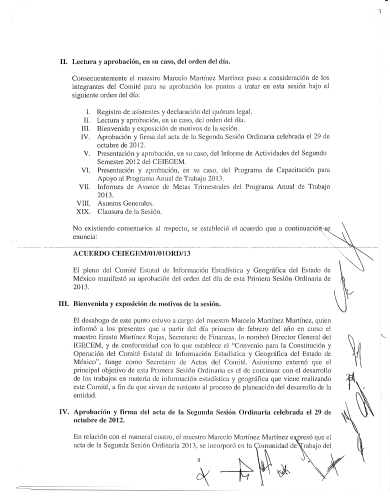 II. Lectura y aprobación, en su caso, del orden del día.
Consecuentemente el maestro Marcelo Martínez Martínez puso a consideración de los
integrantes del Comité para su aprobación los puntos a tratar en esta sesión bajo el
siguiente orden del día:
I. Registro de asistentes y declaración del quórum legal.
II. Lectura y aprobación, en su caso, del orden del día.
III. Bienvenida y exposición de motivos de la sesión.
IV. Aprobación y firma del acta de la Segunda Sesión Ordinaria celebrada el 29 de
octubre de 2012.
V. Presentación y aprobación, en su caso, del Informe de Actividades del Segundo
Semestre 2012 del CEIEGEM.
VI. Presentación y aprobación, en su caso, del Programa de Capacitación para
Apoyo al Programa Anual de Trabajo 2013.
VII. Informes de Avance de Metas Trimestrales del Programa Anual de Trabajo
2013.
VIII. Asuntos Generales.
XIX. Clausura de la Sesión.
No existiendo comentarios al respecto, se estableció el acuerdo que a continuación se
enuncia:
ACUERDO CEIEGEM/01/01ORD/13
El pleno del Comité Estatal de Información Estadística y Geográfica del Estado de
México manifestó su aprobación del orden del día de esta Primera Sesión Ordinaria de
2013.
III. Bienvenida y exposición de motivos de la sesión.
El desahogo de este punto estuvo a cargo del maestro Marcelo Martínez Martínez, quien
informó a los presentes que a partir del día primero de febrero del año en curso el
maestro Erasto Martínez Rojas, Secretario de Finanzas, lo nombró Director General del
IGECEM, y de conformidad con lo que establece el "Convenio para la Constitución y
Operación del Comité Estatal de Información Estadística y Geográfica del Estado de
México", funge como Secretario de Actas del Comité. Asimismo externó que el
principal objetivo de esta Primera Sesión Ordinaria es el de continuar con el desarrollo
de los trabajos en materia de información estadística y geográfica que viene realizando
este Comité, a fin de que sirvan de sustento al proceso de planeación del desarrollo de la
entidad.
IV. Aprobación y firma del acta de la Segunda Sesión Ordinaria celebrada el 29 de
octubre de 2012.
En relación con el numeral cuatro, el maestro Marcelo Martínez Martínez expresó que el
acta de la Segunda Sesión Ordinaria 2013, se incorporó en la Comunidad de Trabajo del